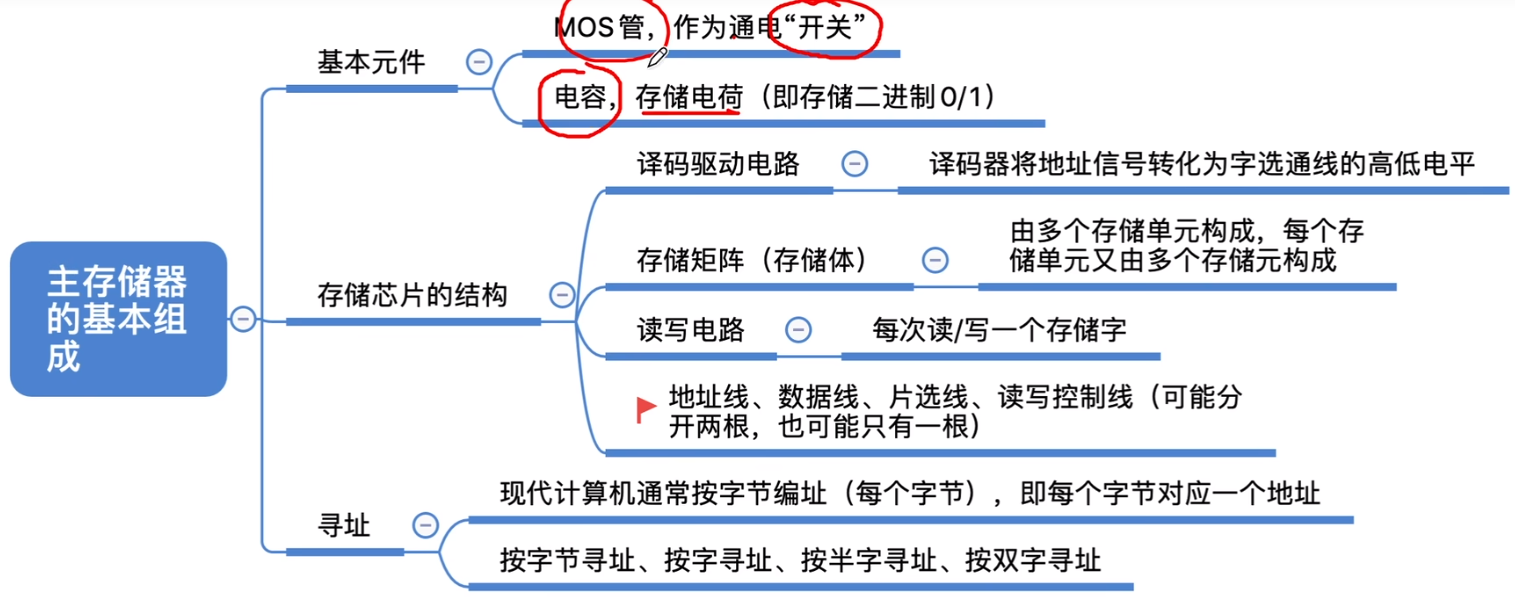 MOS管，作为通电“开关”
基本元件
电容，存储电荷（即存储二进制0/1）
译码驱动电路
译码器将地址信号转化为字选通线的高低电平
由多个存储单元构成，每个存
储单元又由多个存储元构成
存储矩阵（存储体）
主存储器
的基本组
成
存储芯片的结构
读写电路
每次读/写一个存储字
地址线、数据线、片选线、读写控制线（可能分
开两根，也可能只有一根）
现代计算机通常按字节编址（每个字节），即每个字节对应一个地址
寻址
按字节寻址、按字寻址、按半字寻址、按双字寻址